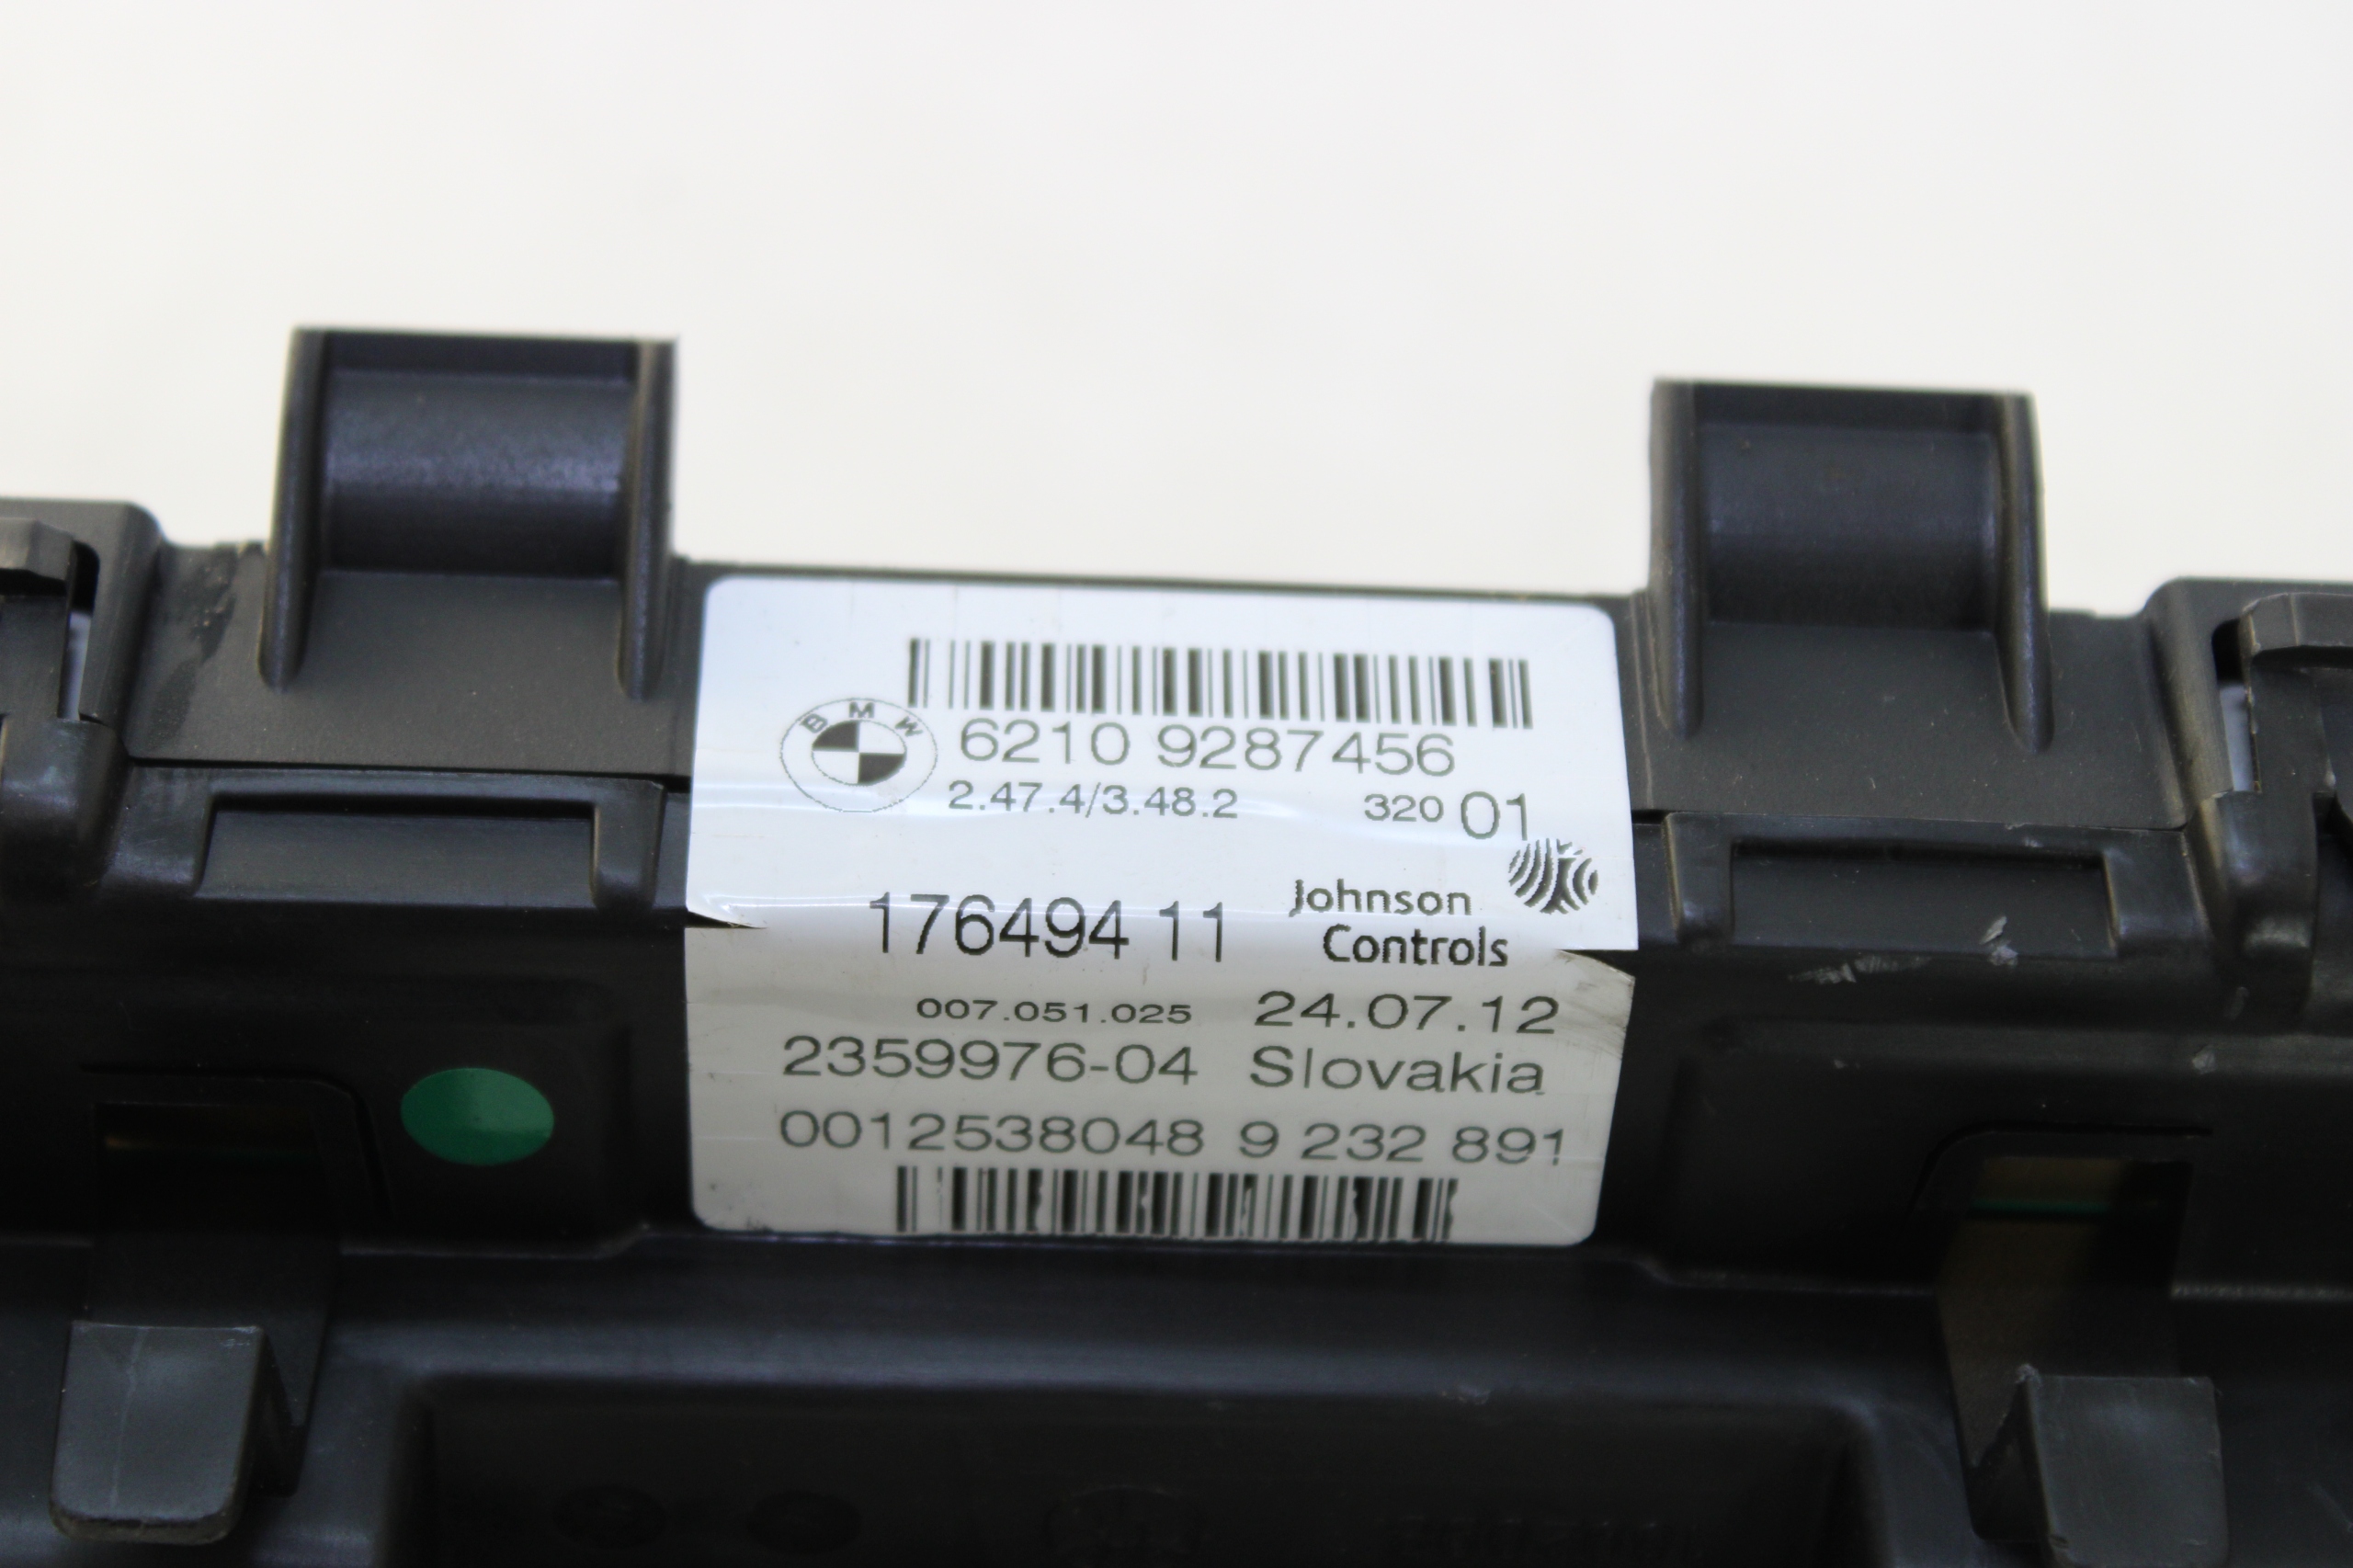 BMW
6210 9287456
2.47.4/3.48.2 320 01
176494 11 Johnson Controls
007.051.025 24.07.12
2359976-04 Slovakia
0012538048 9 232 891